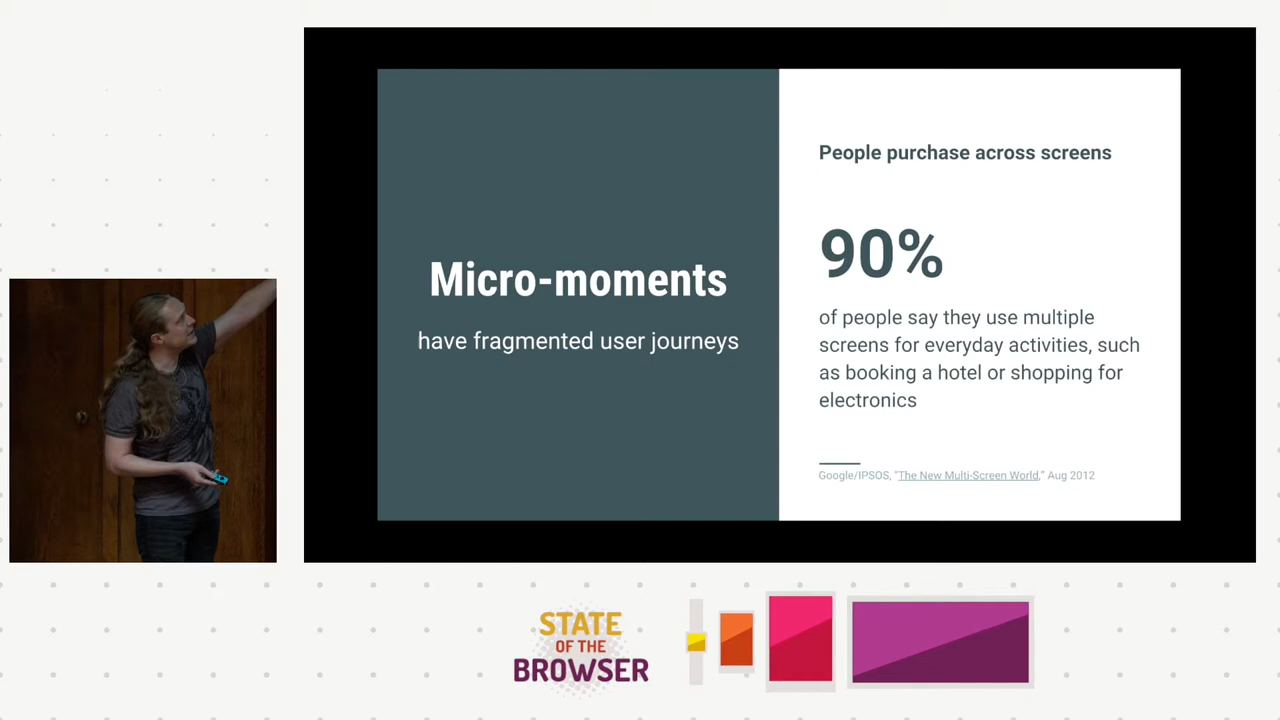 Micro-moments
have fragmented user journeys
People purchase across screens
90%
of people say they use multiple
screens for everyday activities, such
as booking a hotel or shopping for
electronics
Google/IPSOS, “The New Multi-Screen World,” Aug 2012
STATE
OF THE
BROWSER